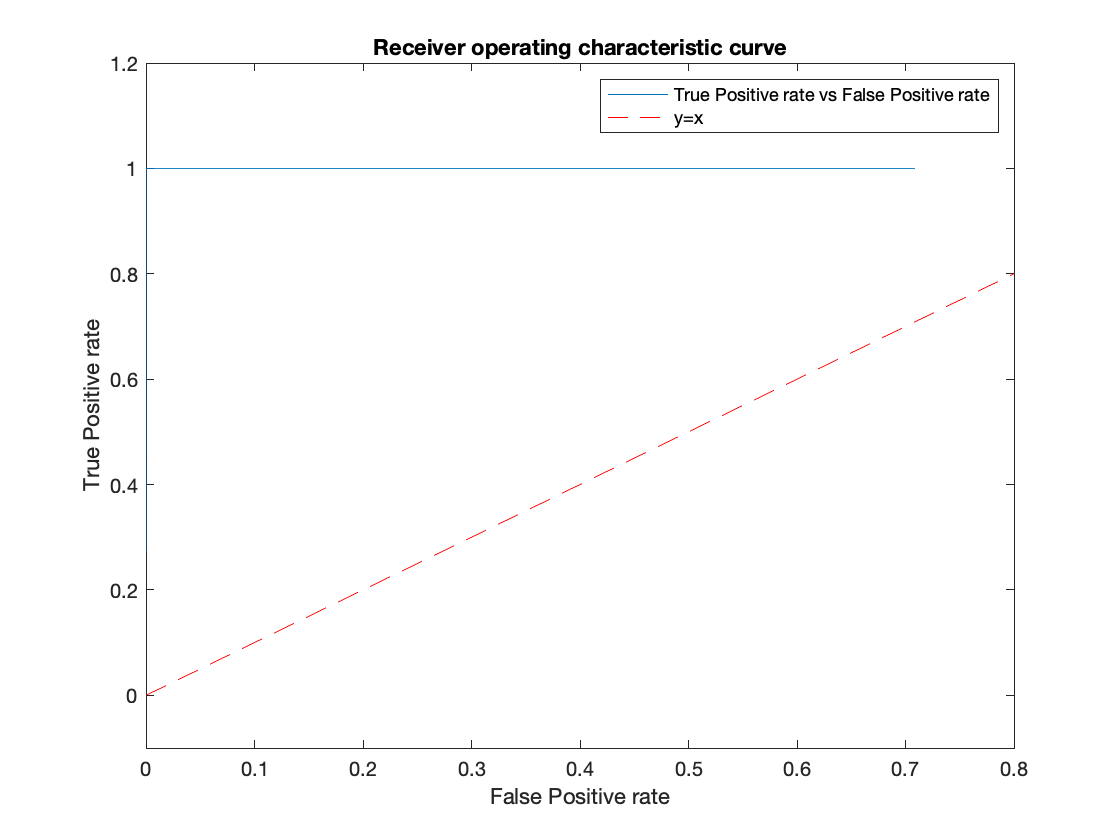 Receiver operating characteristic curve
True Positive rate vs False Positive rate
y=x
True Positive rate
1.2
1
0.8
0.6
0.4
0.2
0
0 0.1 0.2 0.3 0.4 0.5 0.6 0.7 0.8
False Positive rate